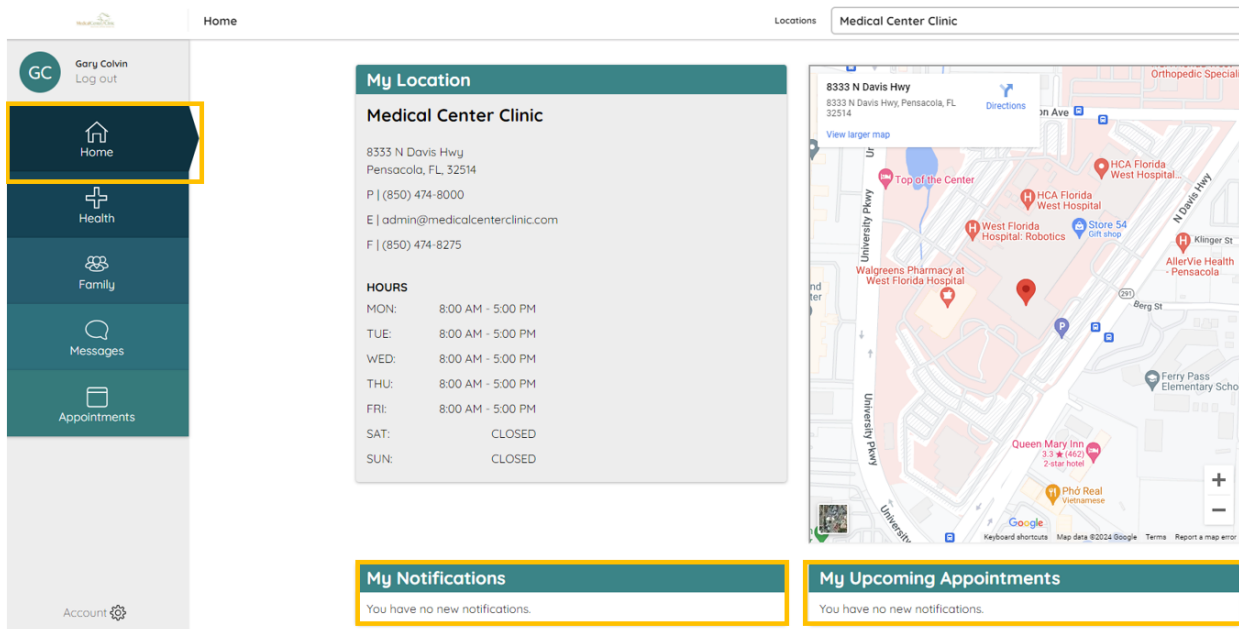 MedicalCenterClinic
Home
Locations
Medical Center Clinic
GC
Gary Colvin
Log out
Home
Health
Family
Messages
Appointments
Account
My Location
Medical Center Clinic
8333 N Davis Hwy
Pensacola, FL, 32514
P | (850) 474-8000
E | admin@medicalcenterclinic.com
F | (850) 474-8275
HOURS
MON: 8:00 AM - 5:00 PM
TUE: 8:00 AM - 5:00 PM
WED: 8:00 AM - 5:00 PM
THU: 8:00 AM - 5:00 PM
FRI: 8:00 AM - 5:00 PM
SAT: CLOSED
SUN: CLOSED
8333 N Davis Hwy
8333 N Davis Hwy, Pensacola, FL
32514
Directions
View larger map
Orthopedic Speciali
on Ave
Top of the Center
HCA Florida
West Hospital...
HCA Florida
West Hospital
N Davis Hwy
University Pkwy
West Florida
Hospital: Robotics
Store 54
Gift shop
Klinger St
AllerVie Health
- Pensacola
Walgreens Pharmacy at
West Florida Hospital
nd
ter
291
Berg St
P
Ferry Pass
Elementary Scho
University Pkwy
Queen Mary Inn
3.3 ★ (462)
2-star hotel
Phở Real
Vietnamese
University
+
−
Google
Keyboard shortcuts Map data ©2024 Google Terms Report a map error
My Notifications
You have no new notifications.
My Upcoming Appointments
You have no new notifications.